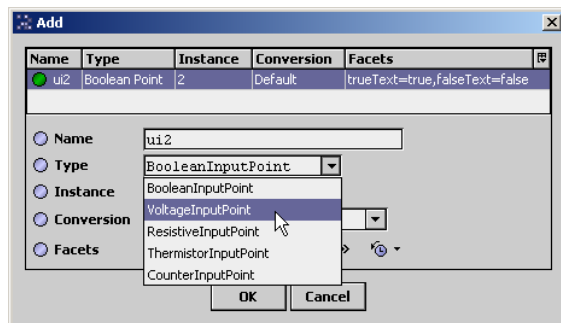 Add
Name Type Instance Conversion Facets
ui2 Boolean Point 2 Default trueText=true,falseText=false
Name ui2
Type BooleanInputPoint
BooleanInputPoint
Instance
VoltageInputPoint
Conversion
ResistiveInputPoint
Facets
ThermistorInputPoint
CounterInputPoint
OK Cancel